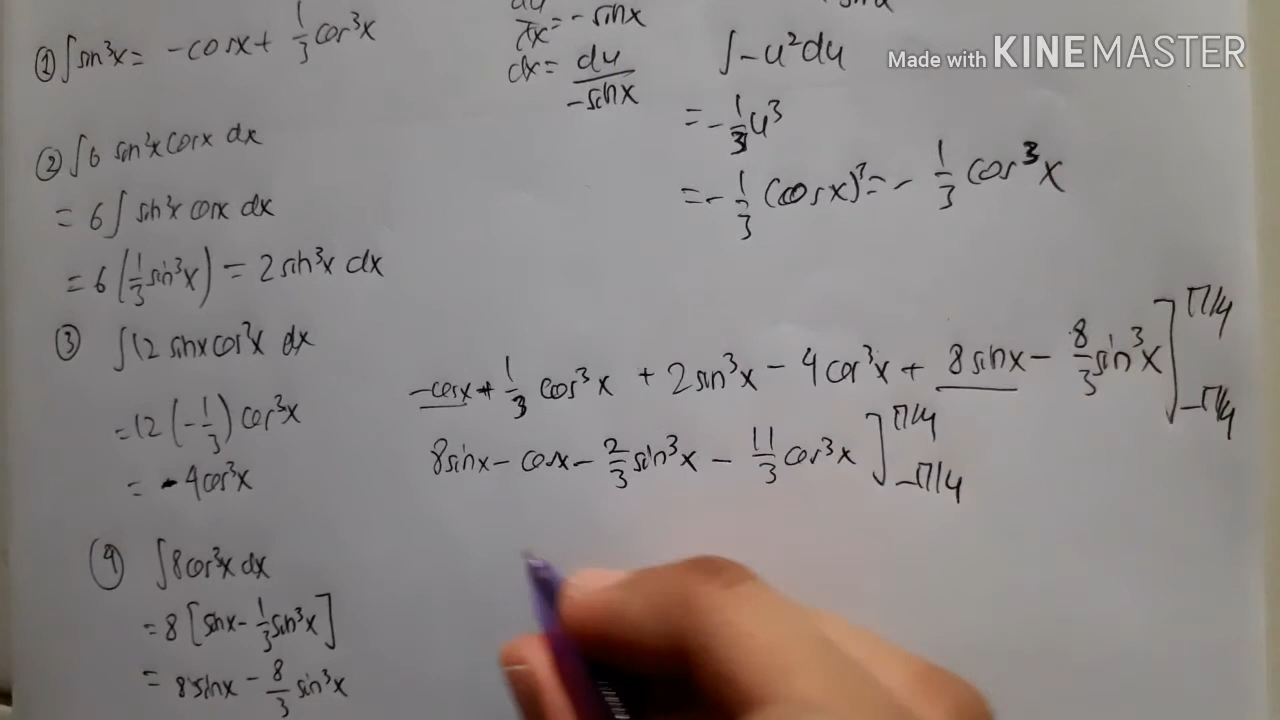 ① ∫sin³x = -cosx + 1/3 cos³x
② ∫6 sin²x cosx dx
= 6∫sin²x cosx dx
= 6(1/3 sin³x) = 2sin³x dx
③ ∫12 sinx cos²x dx
= 12(-1/3) cos³x
= -4cos³x
④ ∫8cos³x dx
= 8[sinx - 1/3 sin³x]
= 8sinx - 8/3 sin³x
du/dx = -sinx
dx = du/-sinx
∫-u²du
= -1/3 u³
= -1/3 (cosx)³ = -1/3 cos³x
-cosx + 1/3 cos³x + 2sin³x - 4cos³x + 8sinx - 8/3 sin³x ]π/4 -π/4
8sinx - cosx - 2/3 sin³x - 11/3 cos³x ]π/4 -π/4
Made with KINEMASTER